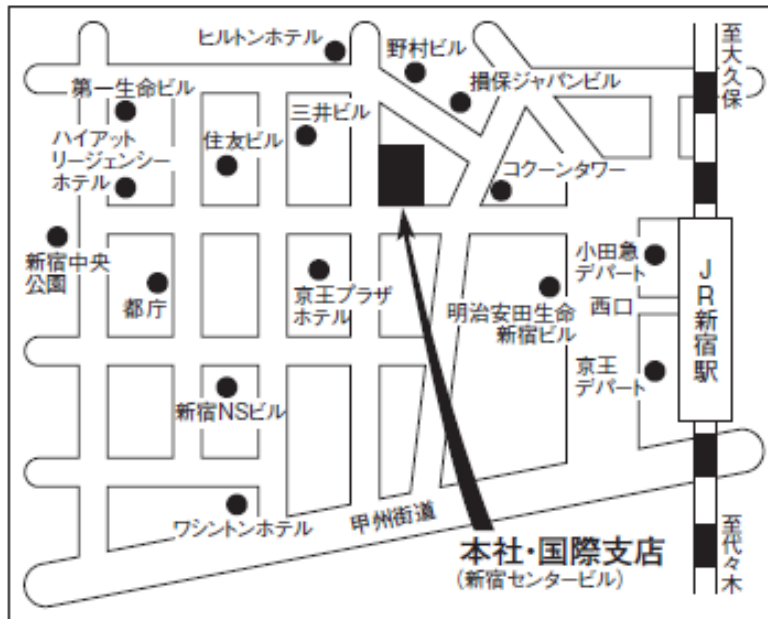 ヒルトンホテル
野村ビル
至大久保
第一生命ビル
損保ジャパンビル
三井ビル
ハイアット
リージェンシー
ホテル
住友ビル
コクーンタワー
新宿中央
公園
都庁
京王プラザ
ホテル
明治安田生命
新宿ビル
小田急
デパート
西口
JR新宿駅
京王
デパート
新宿NSビル
ワシントンホテル
甲州街道
本社・国際支店
(新宿センタービル)
至代々木